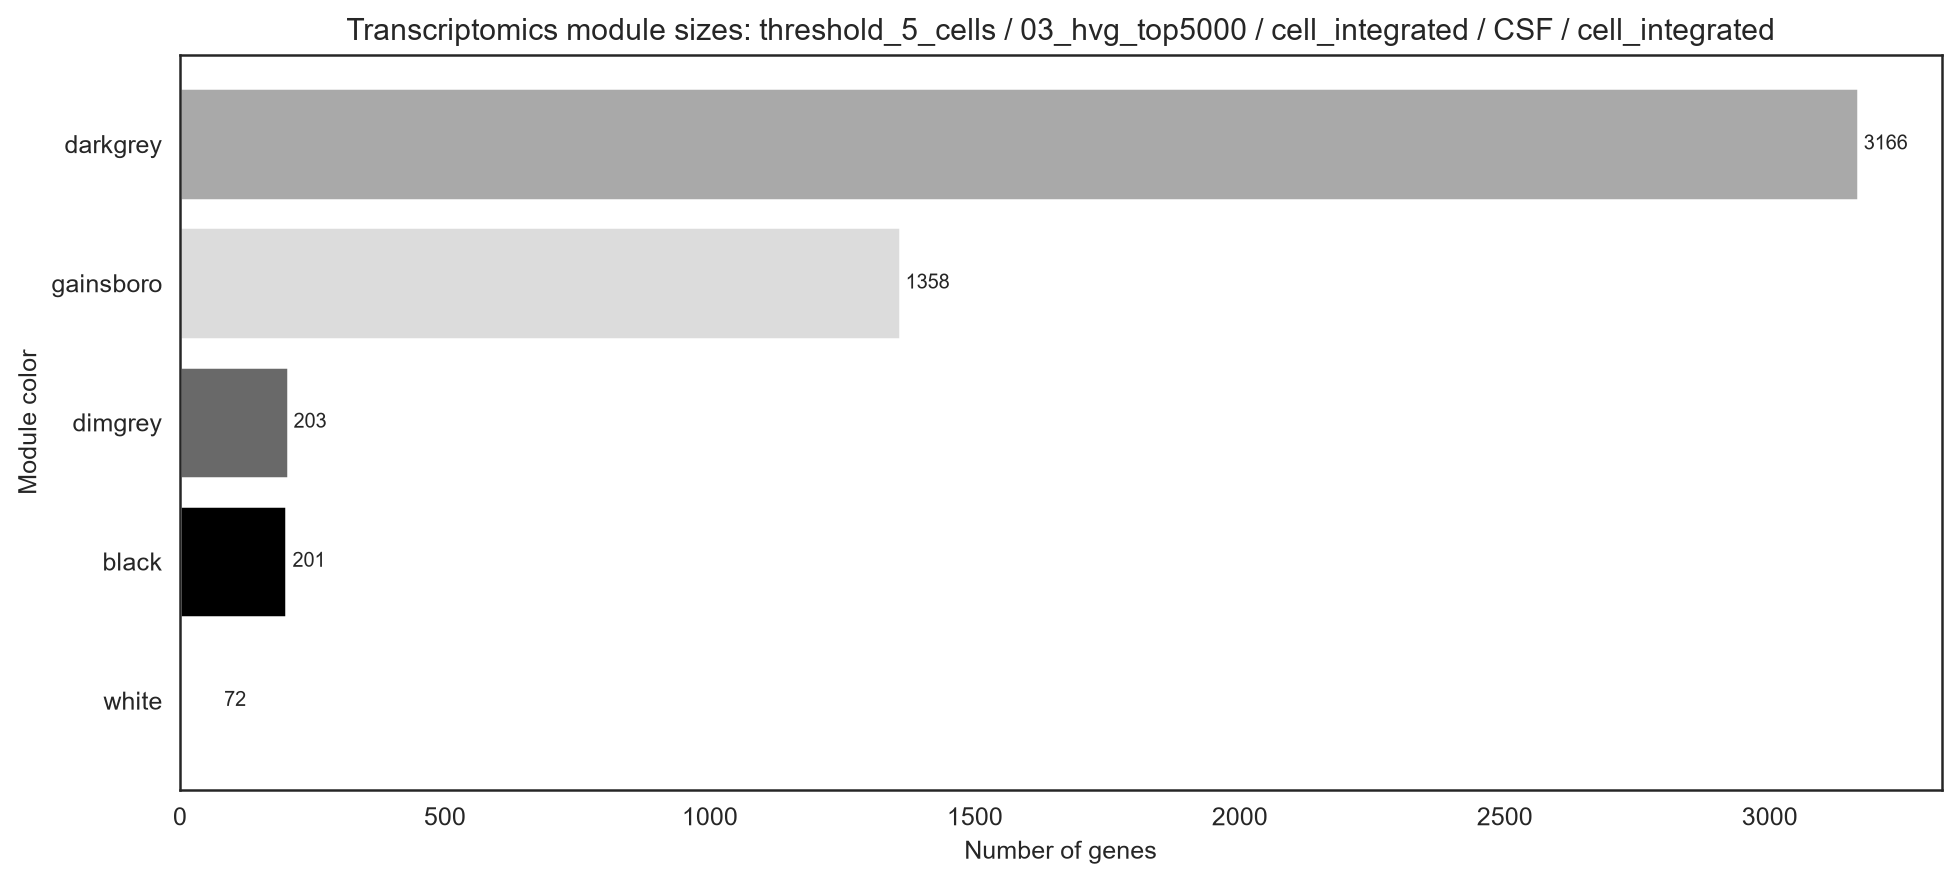 Transcriptomics module sizes: threshold_5_cells / 03_hvg_top5000 / cell_integrated / CSF / cell_integrated
Module color
darkgrey
3166
gainsboro
1358
dimgrey
203
black
201
white
72
0 500 1000 1500 2000 2500 3000
Number of genes